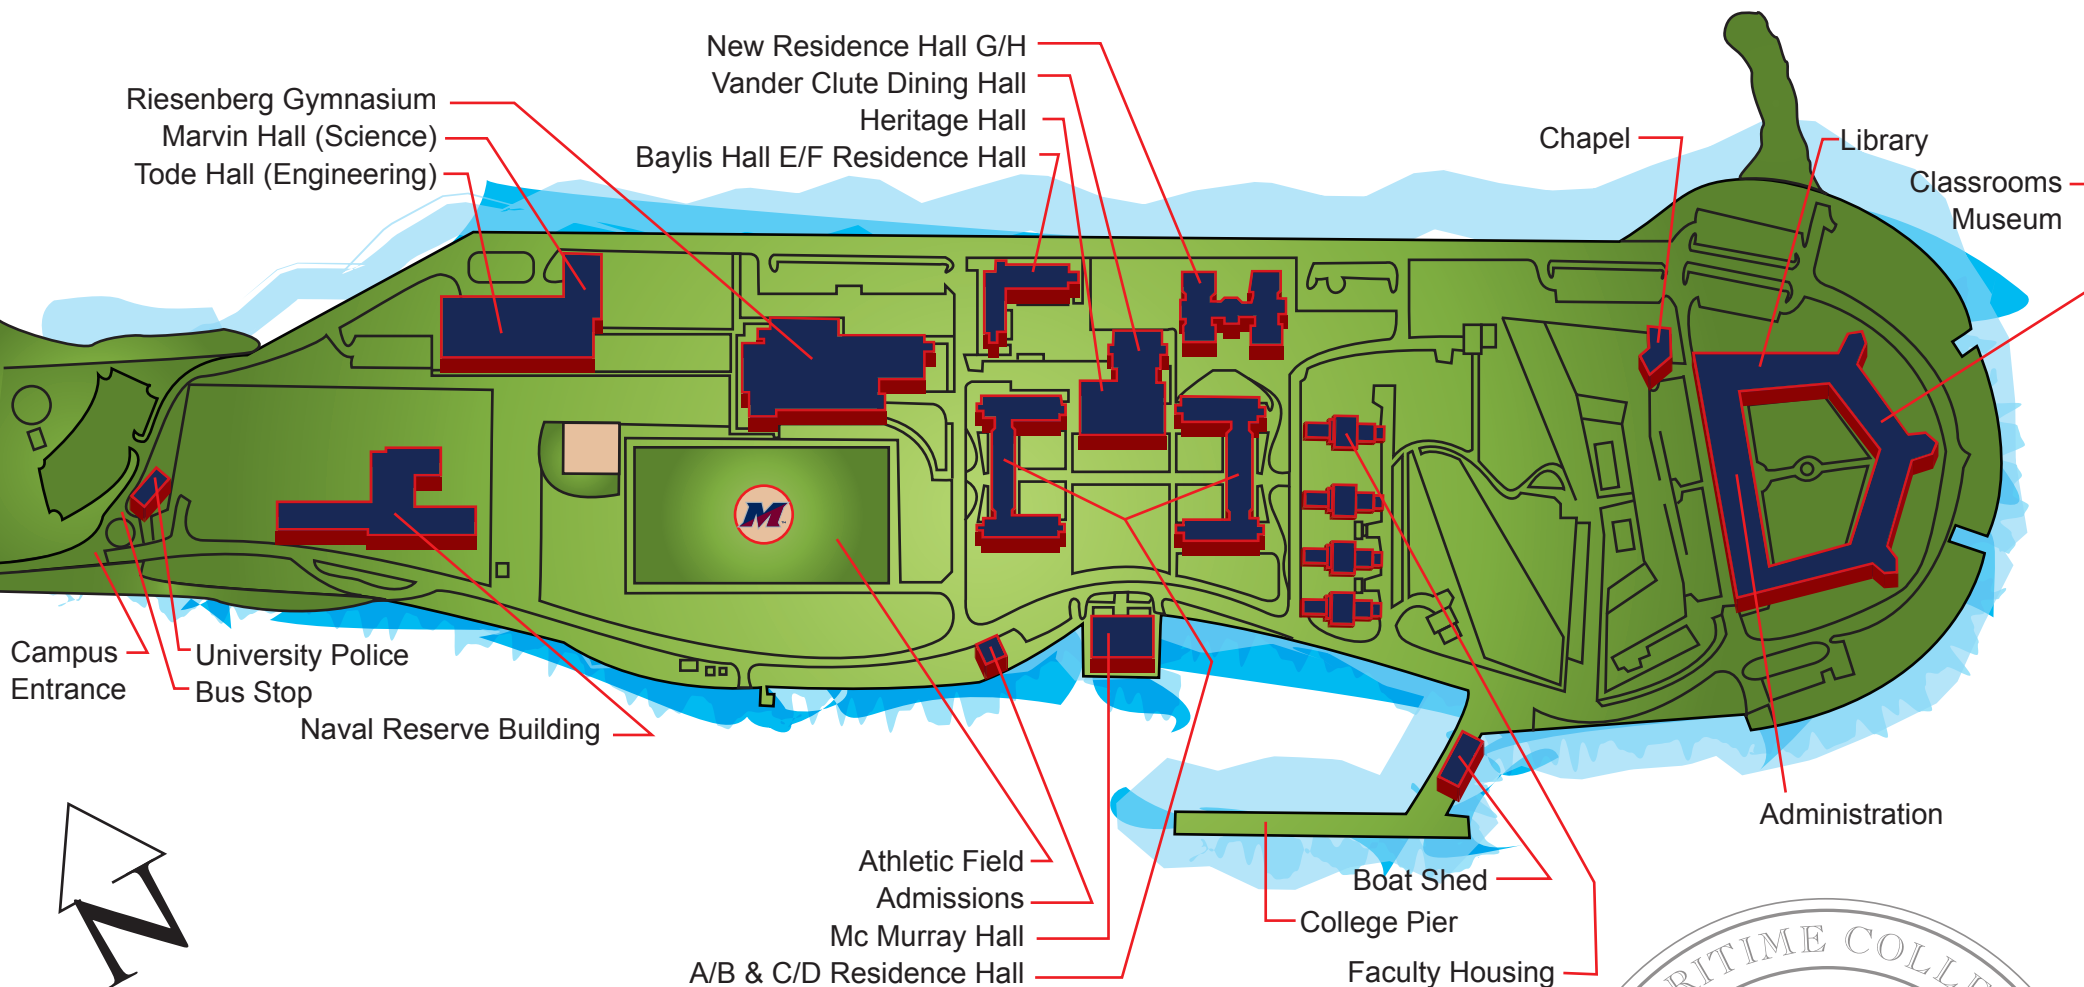 New Residence Hall G/H
Vander Clute Dining Hall
Heritage Hall
Baylis Hall E/F Residence Hall
Riesenberg Gymnasium
Marvin Hall (Science)
Tode Hall (Engineering)
Chapel
Library
Classrooms
Museum
M
Campus
Entrance
University Police
Bus Stop
Naval Reserve Building
Administration
Athletic Field
Admissions
Mc Murray Hall
A/B & C/D Residence Hall
Boat Shed
College Pier
Faculty Housing
N